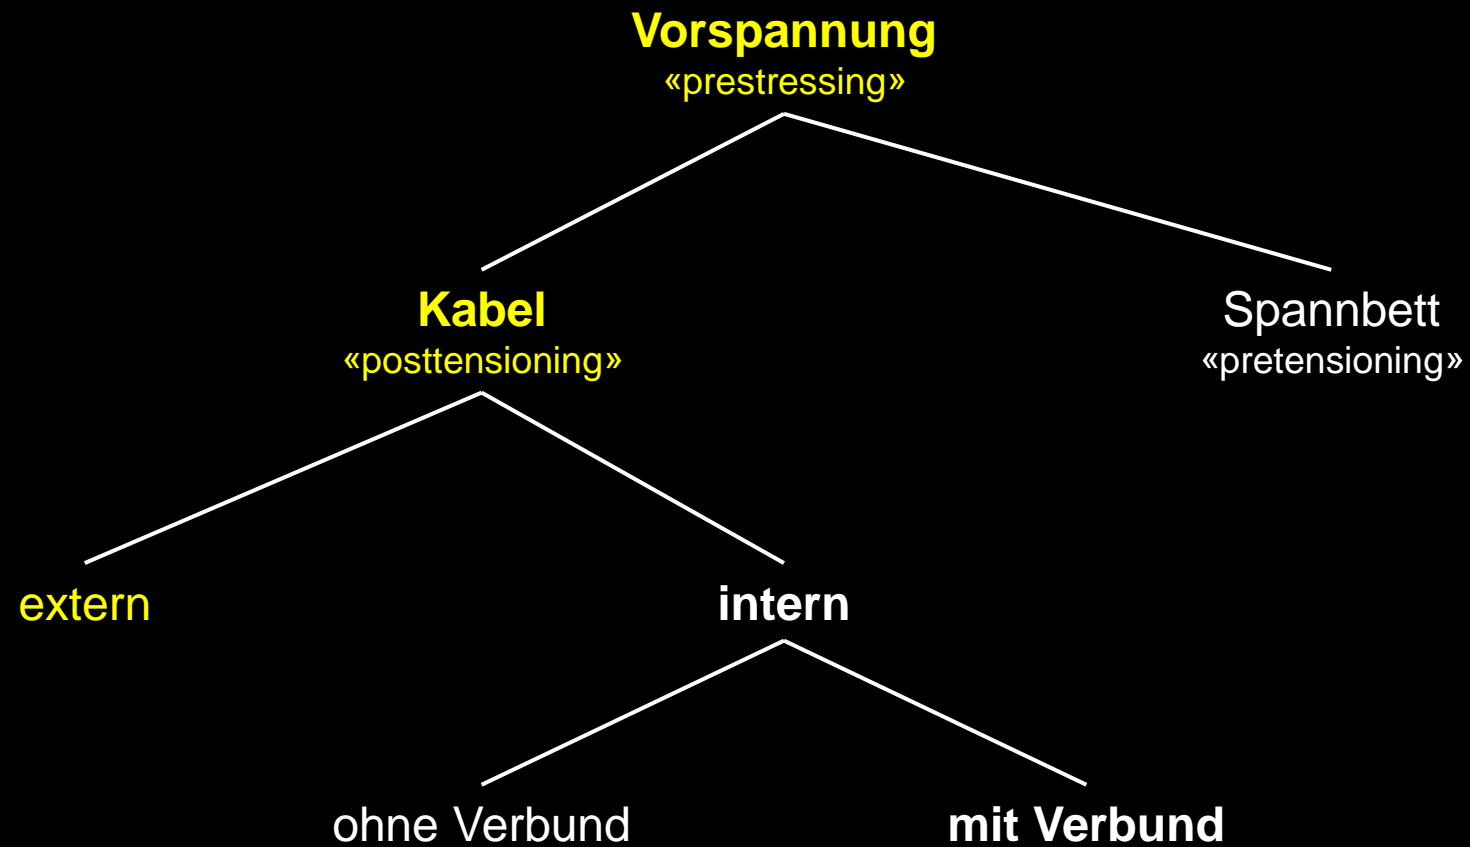 Vorspannung
«prestressing»
Kabel
«posttensioning»
Spannbett
«pretensioning»
extern
intern
ohne Verbund
mit Verbund